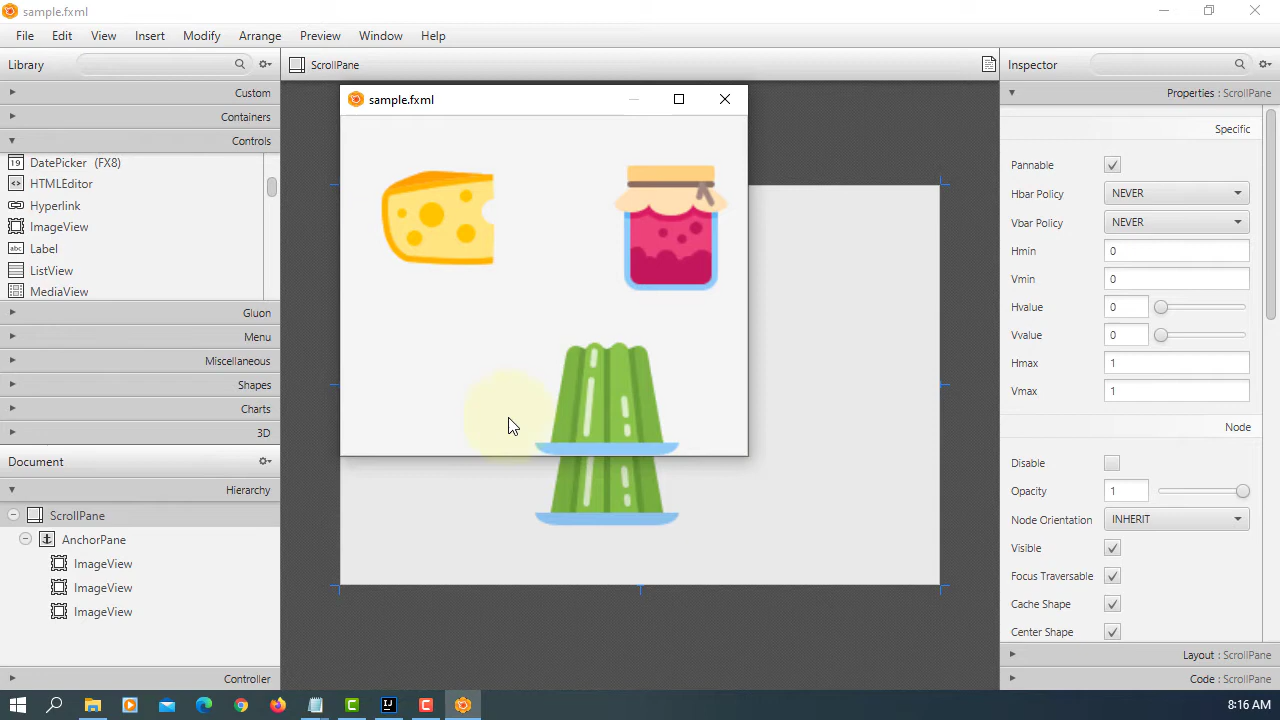 sample.fxml
File Edit View Insert Modify Arrange Preview Window Help
Library
Custom
Containers
Controls
19 DatePicker (FX8)
<> HTMLEditor
Hyperlink
ImageView
abc Label
ListView
MediaView
Gluon
Menu
Miscellaneous
Shapes
Charts
3D
Document
Hierarchy
ScrollPane
AnchorPane
ImageView
ImageView
ImageView
Controller
ScrollPane
sample.fxml
Inspector
Properties : ScrollPane
Specific
Pannable
Hbar Policy NEVER
Vbar Policy NEVER
Hmin 0
Vmin 0
Hvalue 0
Vvalue 0
Hmax 1
Vmax 1
Node
Disable
Opacity 1
Node Orientation INHERIT
Visible
Focus Traversable
Cache Shape
Center Shape
Layout : ScrollPane
Code : ScrollPane
IJ
C
C
8:16 AM